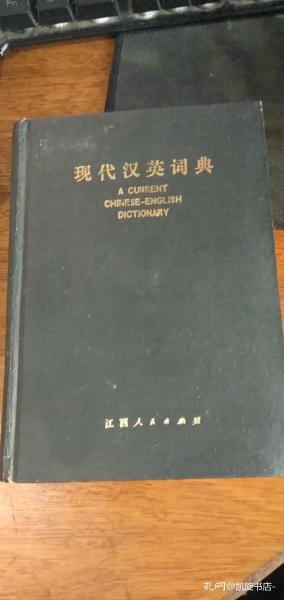 Fn
现代汉英词典
A CURRENT
CHINESE-ENGLISH
DICTIONARY
江西人民出版社
孔网@凯旋书店-